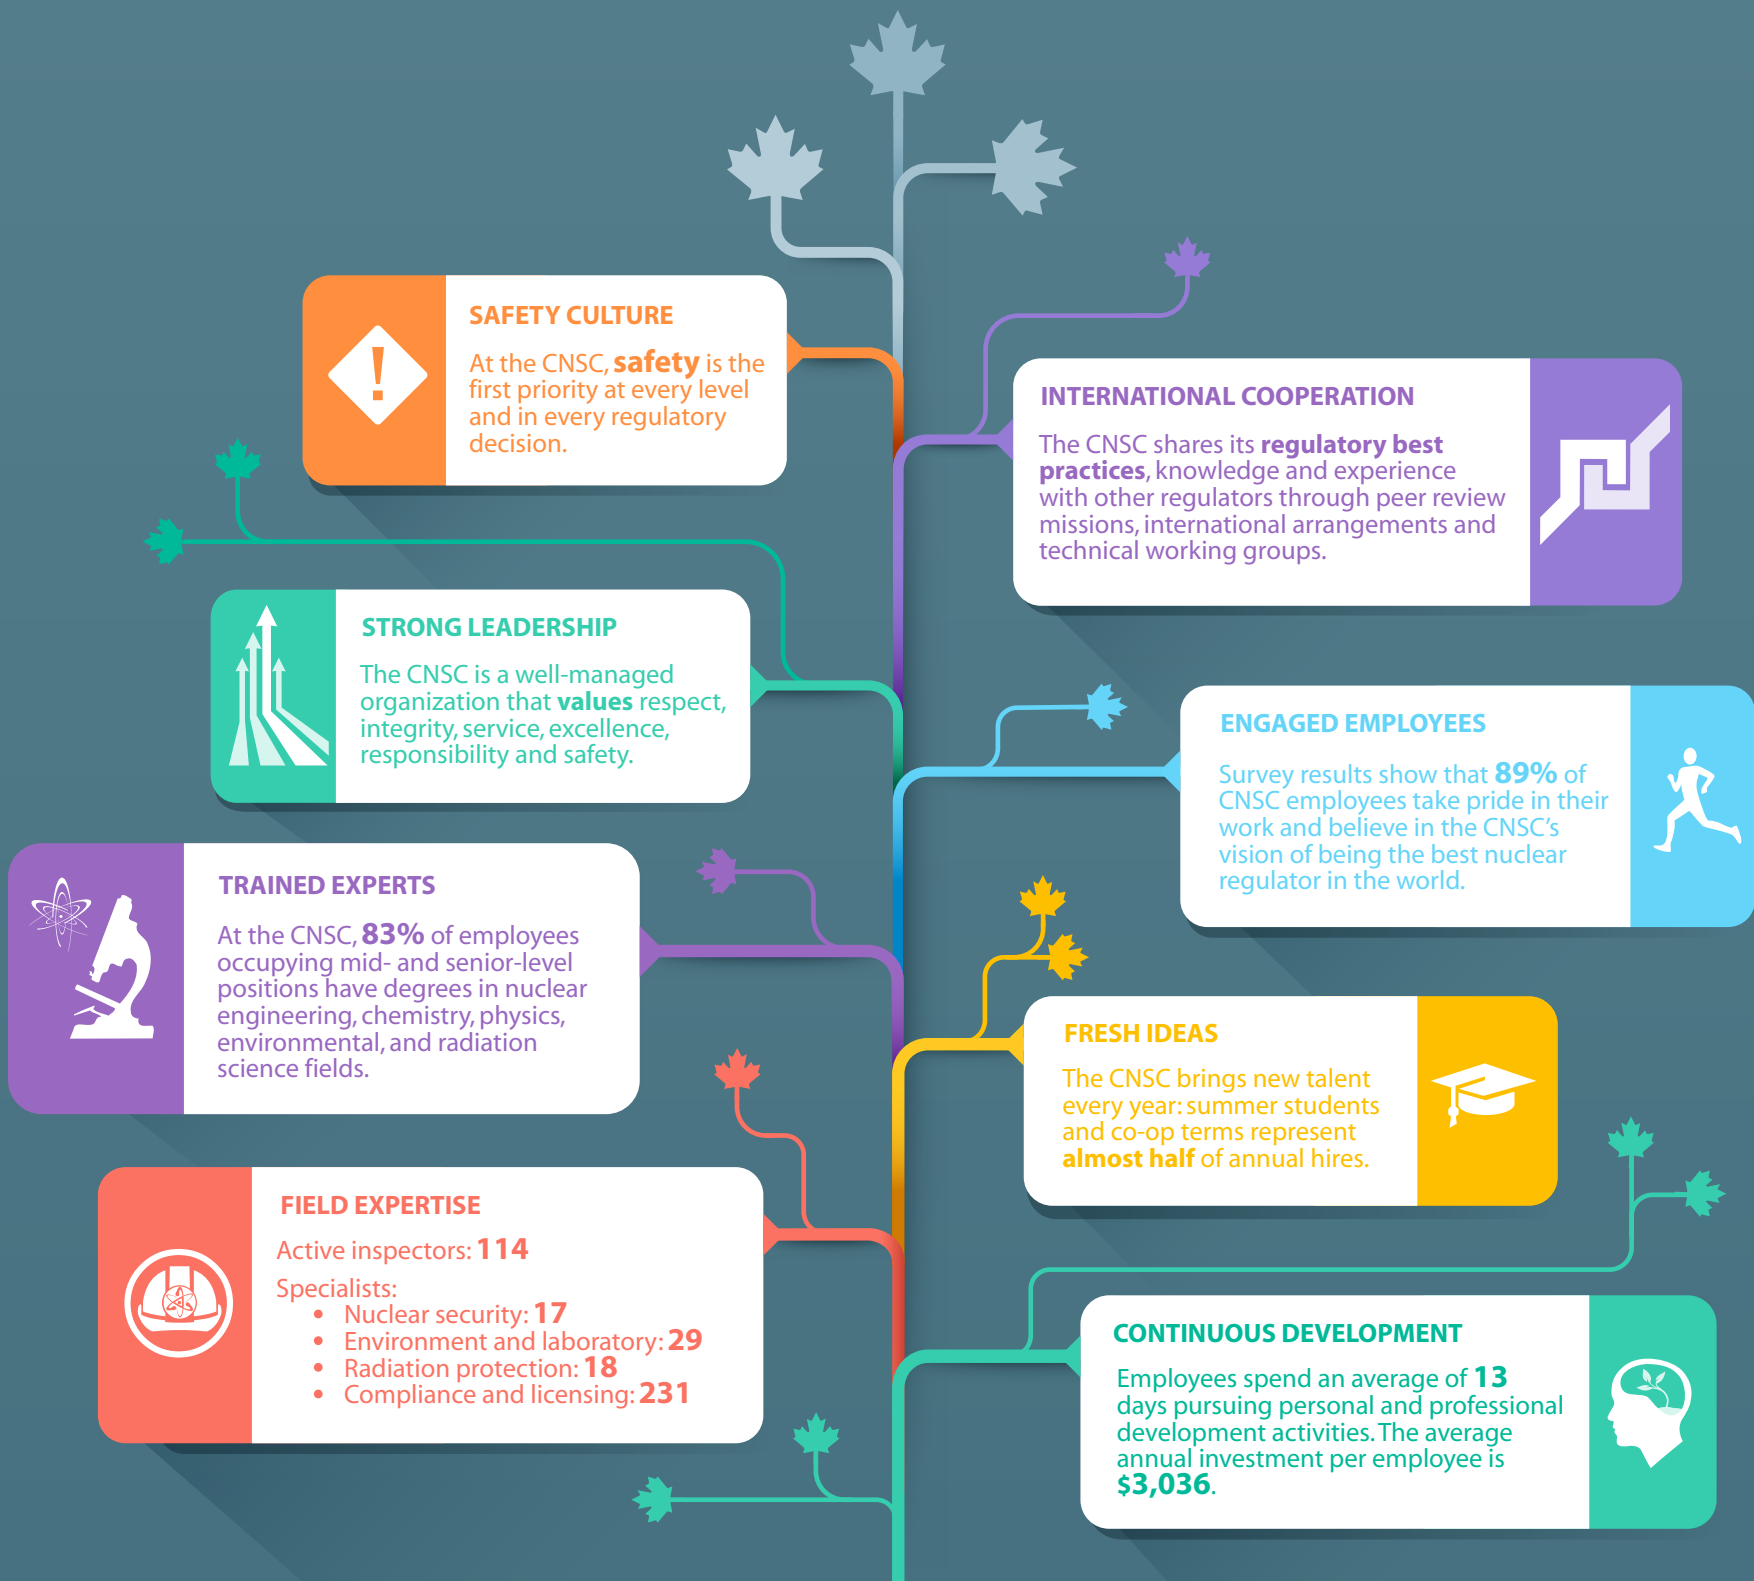 SAFETY CULTURE
At the CNSC, safety is the
first priority at every level
and in every regulatory
decision.
INTERNATIONAL COOPERATION
The CNSC shares its regulatory best
practices, knowledge and experience
with other regulators through peer review
missions, international arrangements and
technical working groups.
STRONG LEADERSHIP
The CNSC is a well-managed
organization that values respect,
integrity, service, excellence,
responsibility and safety.
ENGAGED EMPLOYEES
Survey results show that 89% of
CNSC employees take pride in their
work and believe in the CNSC's
vision of being the best nuclear
regulator in the world.
TRAINED EXPERTS
At the CNSC, 83% of employees
occupying mid- and senior-level
positions have degrees in nuclear
engineering, chemistry, physics,
environmental, and radiation
science fields.
FRESH IDEAS
The CNSC brings new talent
every year: summer students
and co-op terms represent
almost half of annual hires.
FIELD EXPERTISE
Active inspectors: 114
Specialists:
• Nuclear security: 17
• Environment and laboratory: 29
• Radiation protection: 18
• Compliance and licensing: 231
CONTINUOUS DEVELOPMENT
Employees spend an average of 13
days pursuing personal and professional
development activities. The average
annual investment per employee is
$3,036.